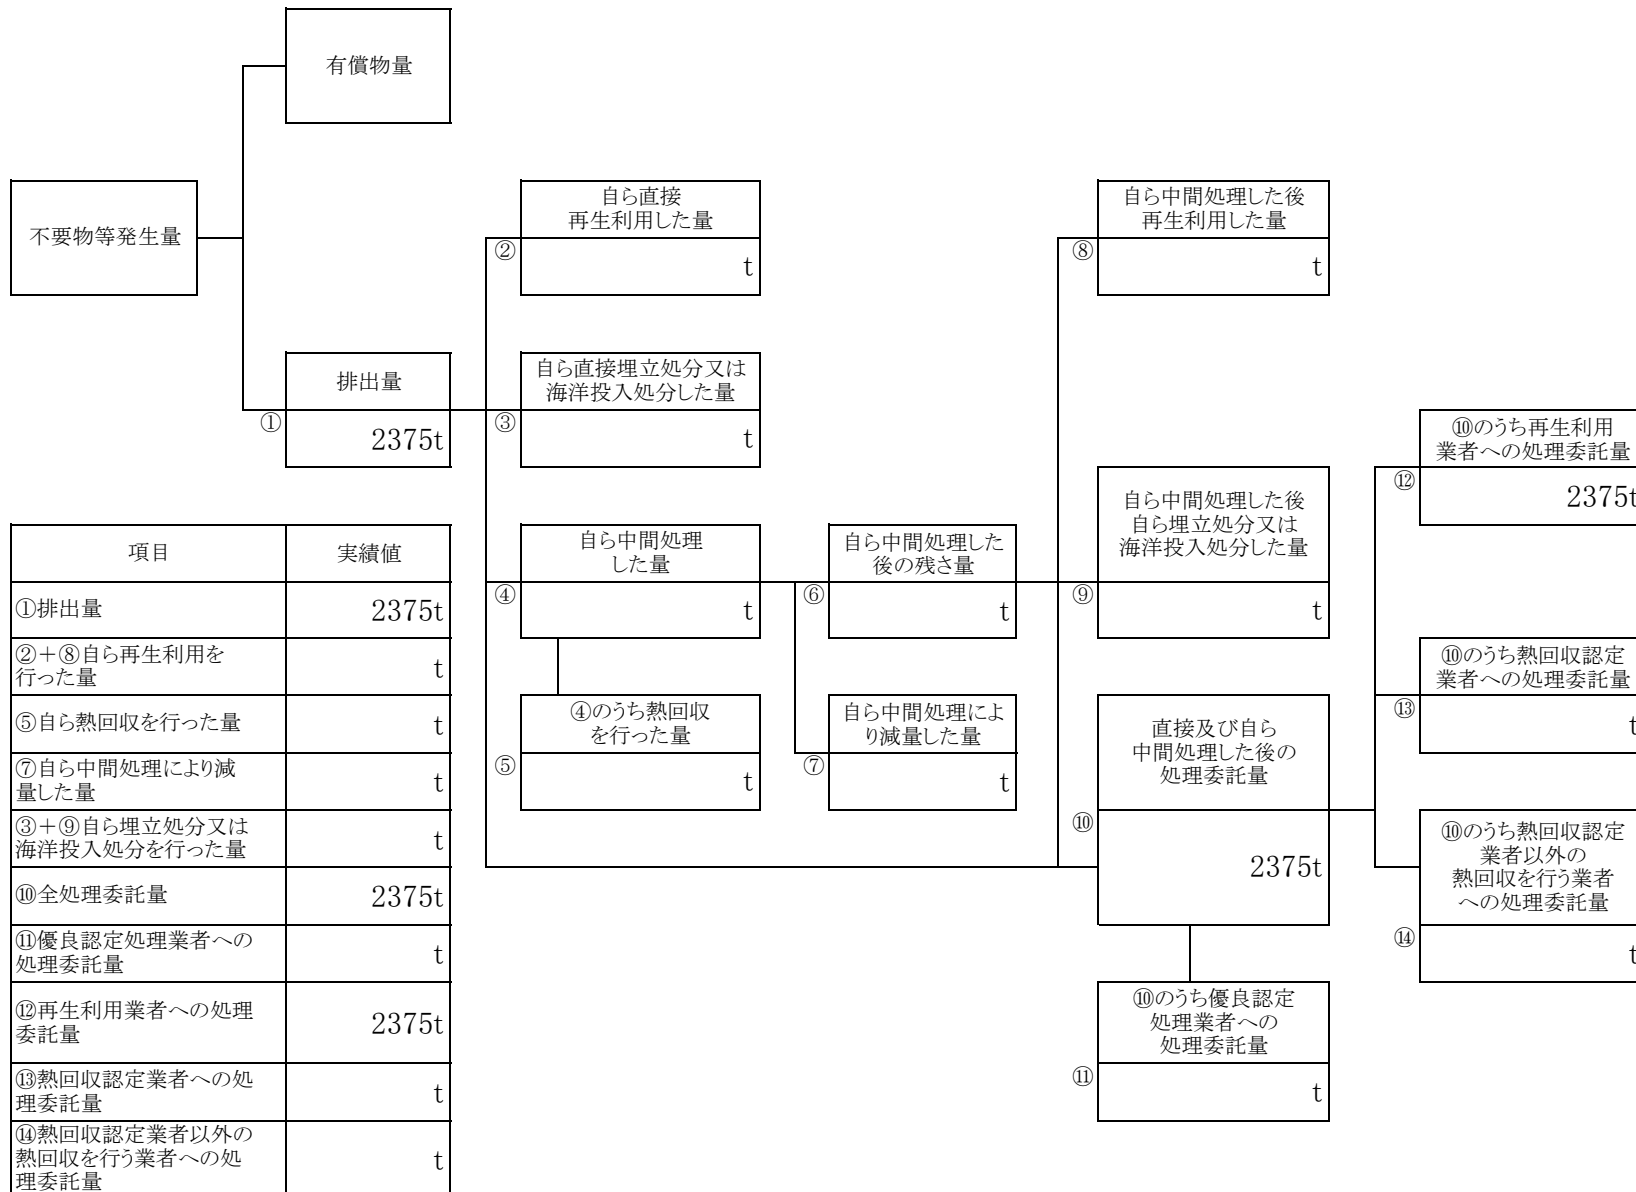 有償物量
不要物等発生量
自ら直接
再生利用した量
②
t
自ら中間処理した後
再生利用した量
⑧
t
排出量
①
2375t
自ら直接埋立処分又は
海洋投入処分した量
③
t
⑩のうち再生利用
業者への処理委託量
⑫
2375t
自ら中間処理
した量
④
t
自ら中間処理した
後の残さ量
⑥
t
自ら中間処理した後
自ら埋立処分又は
海洋投入処分した量
⑨
t
⑩のうち熱回収認定
業者への処理委託量
⑬
t
④のうち熱回収
を行った量
⑤
t
自ら中間処理によ
り減量した量
⑦
t
直接及び自ら
中間処理した後の
処理委託量
⑩
2375t
⑩のうち熱回収認定
業者以外の
熱回収を行う業者
への処理委託量
⑭
t
⑩のうち優良認定
処理業者への
処理委託量
⑪
t
項目 実績値
①排出量 2375t
②＋⑧自ら再生利用を
行った量 t
⑤自ら熱回収を行った量 t
⑦自ら中間処理により減
量した量 t
③＋⑨自ら埋立処分又は
海洋投入処分を行った量 t
⑩全処理委託量 2375t
⑪優良認定処理業者への
処理委託量 t
⑫再生利用業者への処理
委託量 2375t
⑬熱回収認定業者への処
理委託量 t
⑭熱回収認定業者以外の
熱回収を行う業者への処
理委託量 t